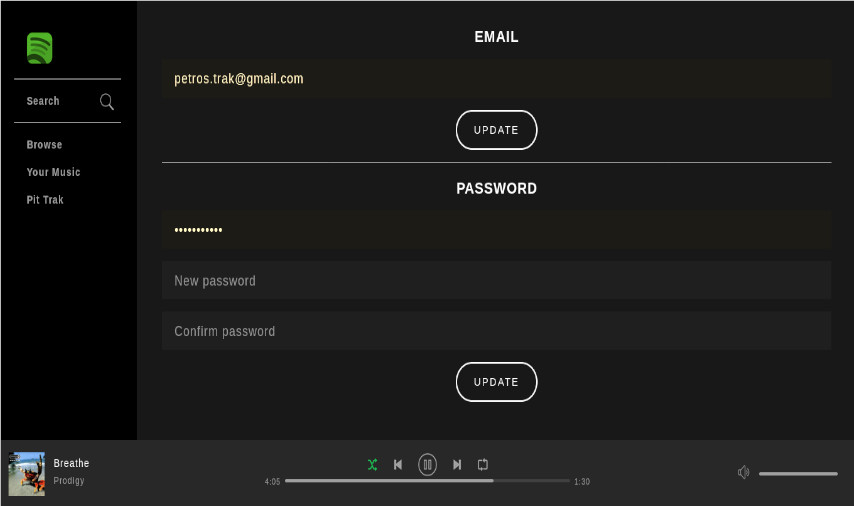 EMAIL
Search
petros.trak@gmail.com
UPDATE
Browse
Your Music
Pit Trak
PASSWORD
•••••••••••
New password
Confirm password
UPDATE
Breathe
Prodigy
4:05
1:30